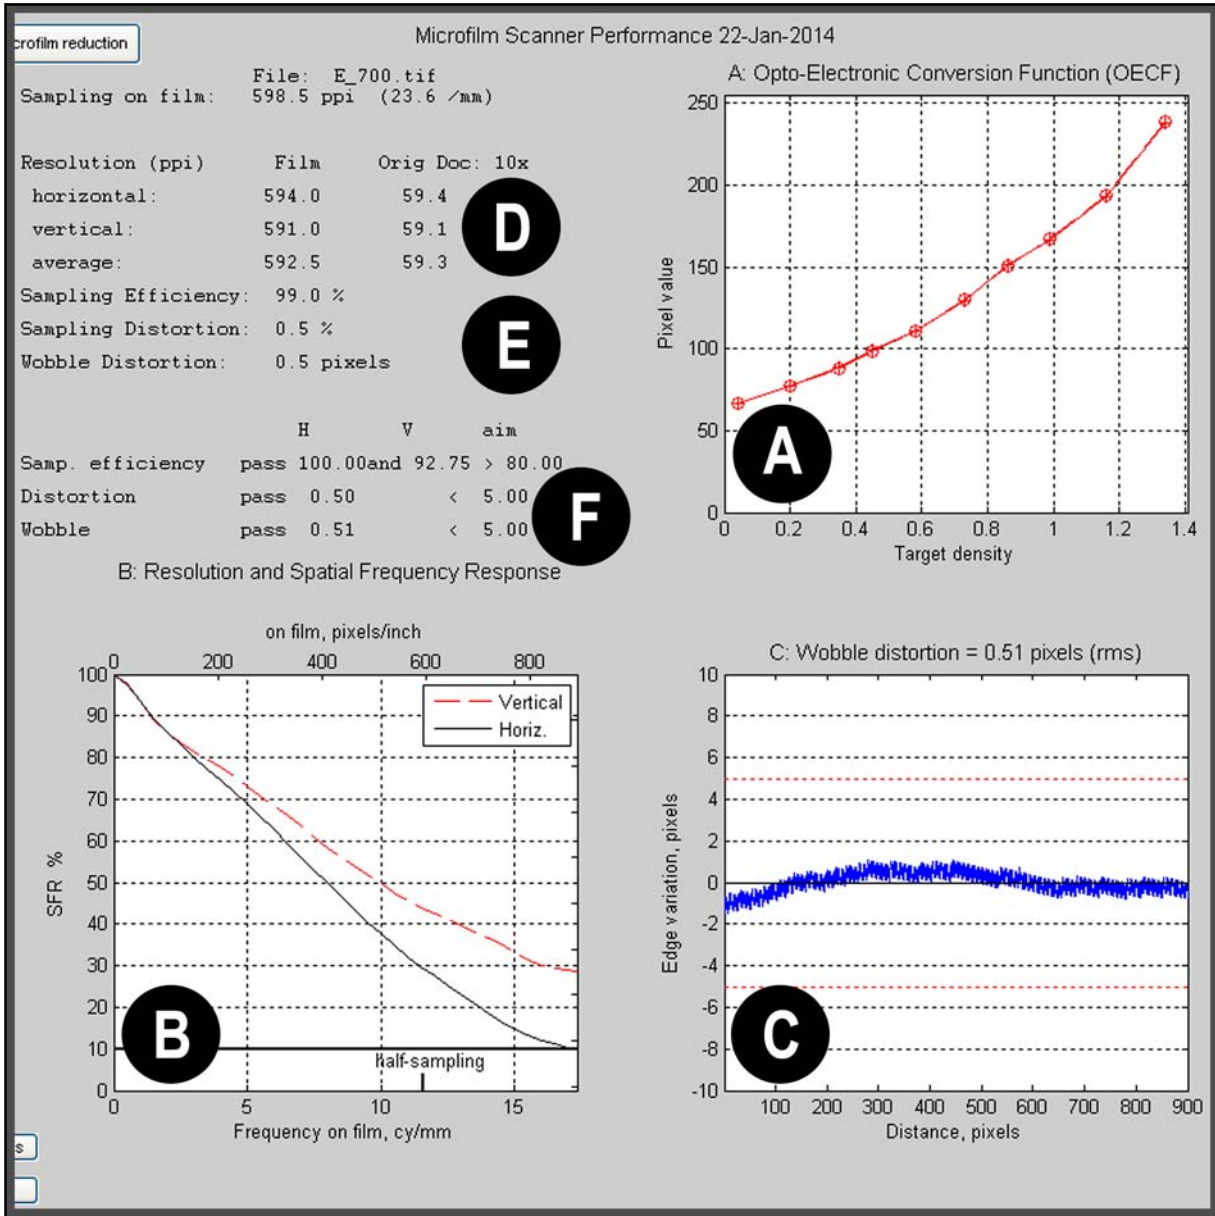 crofilm reduction
Microfilm Scanner Performance 22-Jan-2014
File: E_700.tif
Sampling on film: 598.5 ppi (23.6 /mm)
Resolution (ppi) Film Orig Doc: 10x
horizontal: 594.0 59.4
vertical: 591.0 59.1
average: 592.5 59.3
D
Sampling Efficiency: 99.0 %
Sampling Distortion: 0.5 %
Wobble Distortion: 0.5 pixels
E
H V aim
Samp. efficiency pass 100.00and 92.75 > 80.00
Distortion pass 0.50 < 5.00
Wobble pass 0.51 < 5.00
F
A: Opto-Electronic Conversion Function (OECF)
250
200
150
100
50
0
Pixel value
A
0 0.2 0.4 0.6 0.8 1 1.2 1.4
Target density
B: Resolution and Spatial Frequency Response
on film, pixels/inch
0 200 400 600 800
100
90
80
70
60
50
40
30
20
10
0
SFR %
Vertical
Horiz.
B
half-sampling
0 5 10 15
Frequency on film, cy/mm
C: Wobble distortion = 0.51 pixels (rms)
10
8
6
4
2
0
-2
-4
-6
-8
-10
Edge variation, pixels
C
100 200 300 400 500 600 700 800 900
Distance, pixels
s